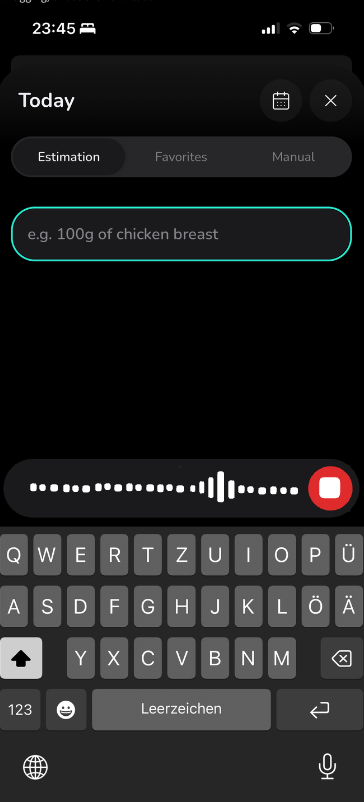 23:45
Today
Estimation Favorites Manual
e.g. 100g of chicken breast
Q W E R T Z U I O P Ü
A S D F G H J K L Ö Ä
Y X C V B N M
123 Leerzeichen